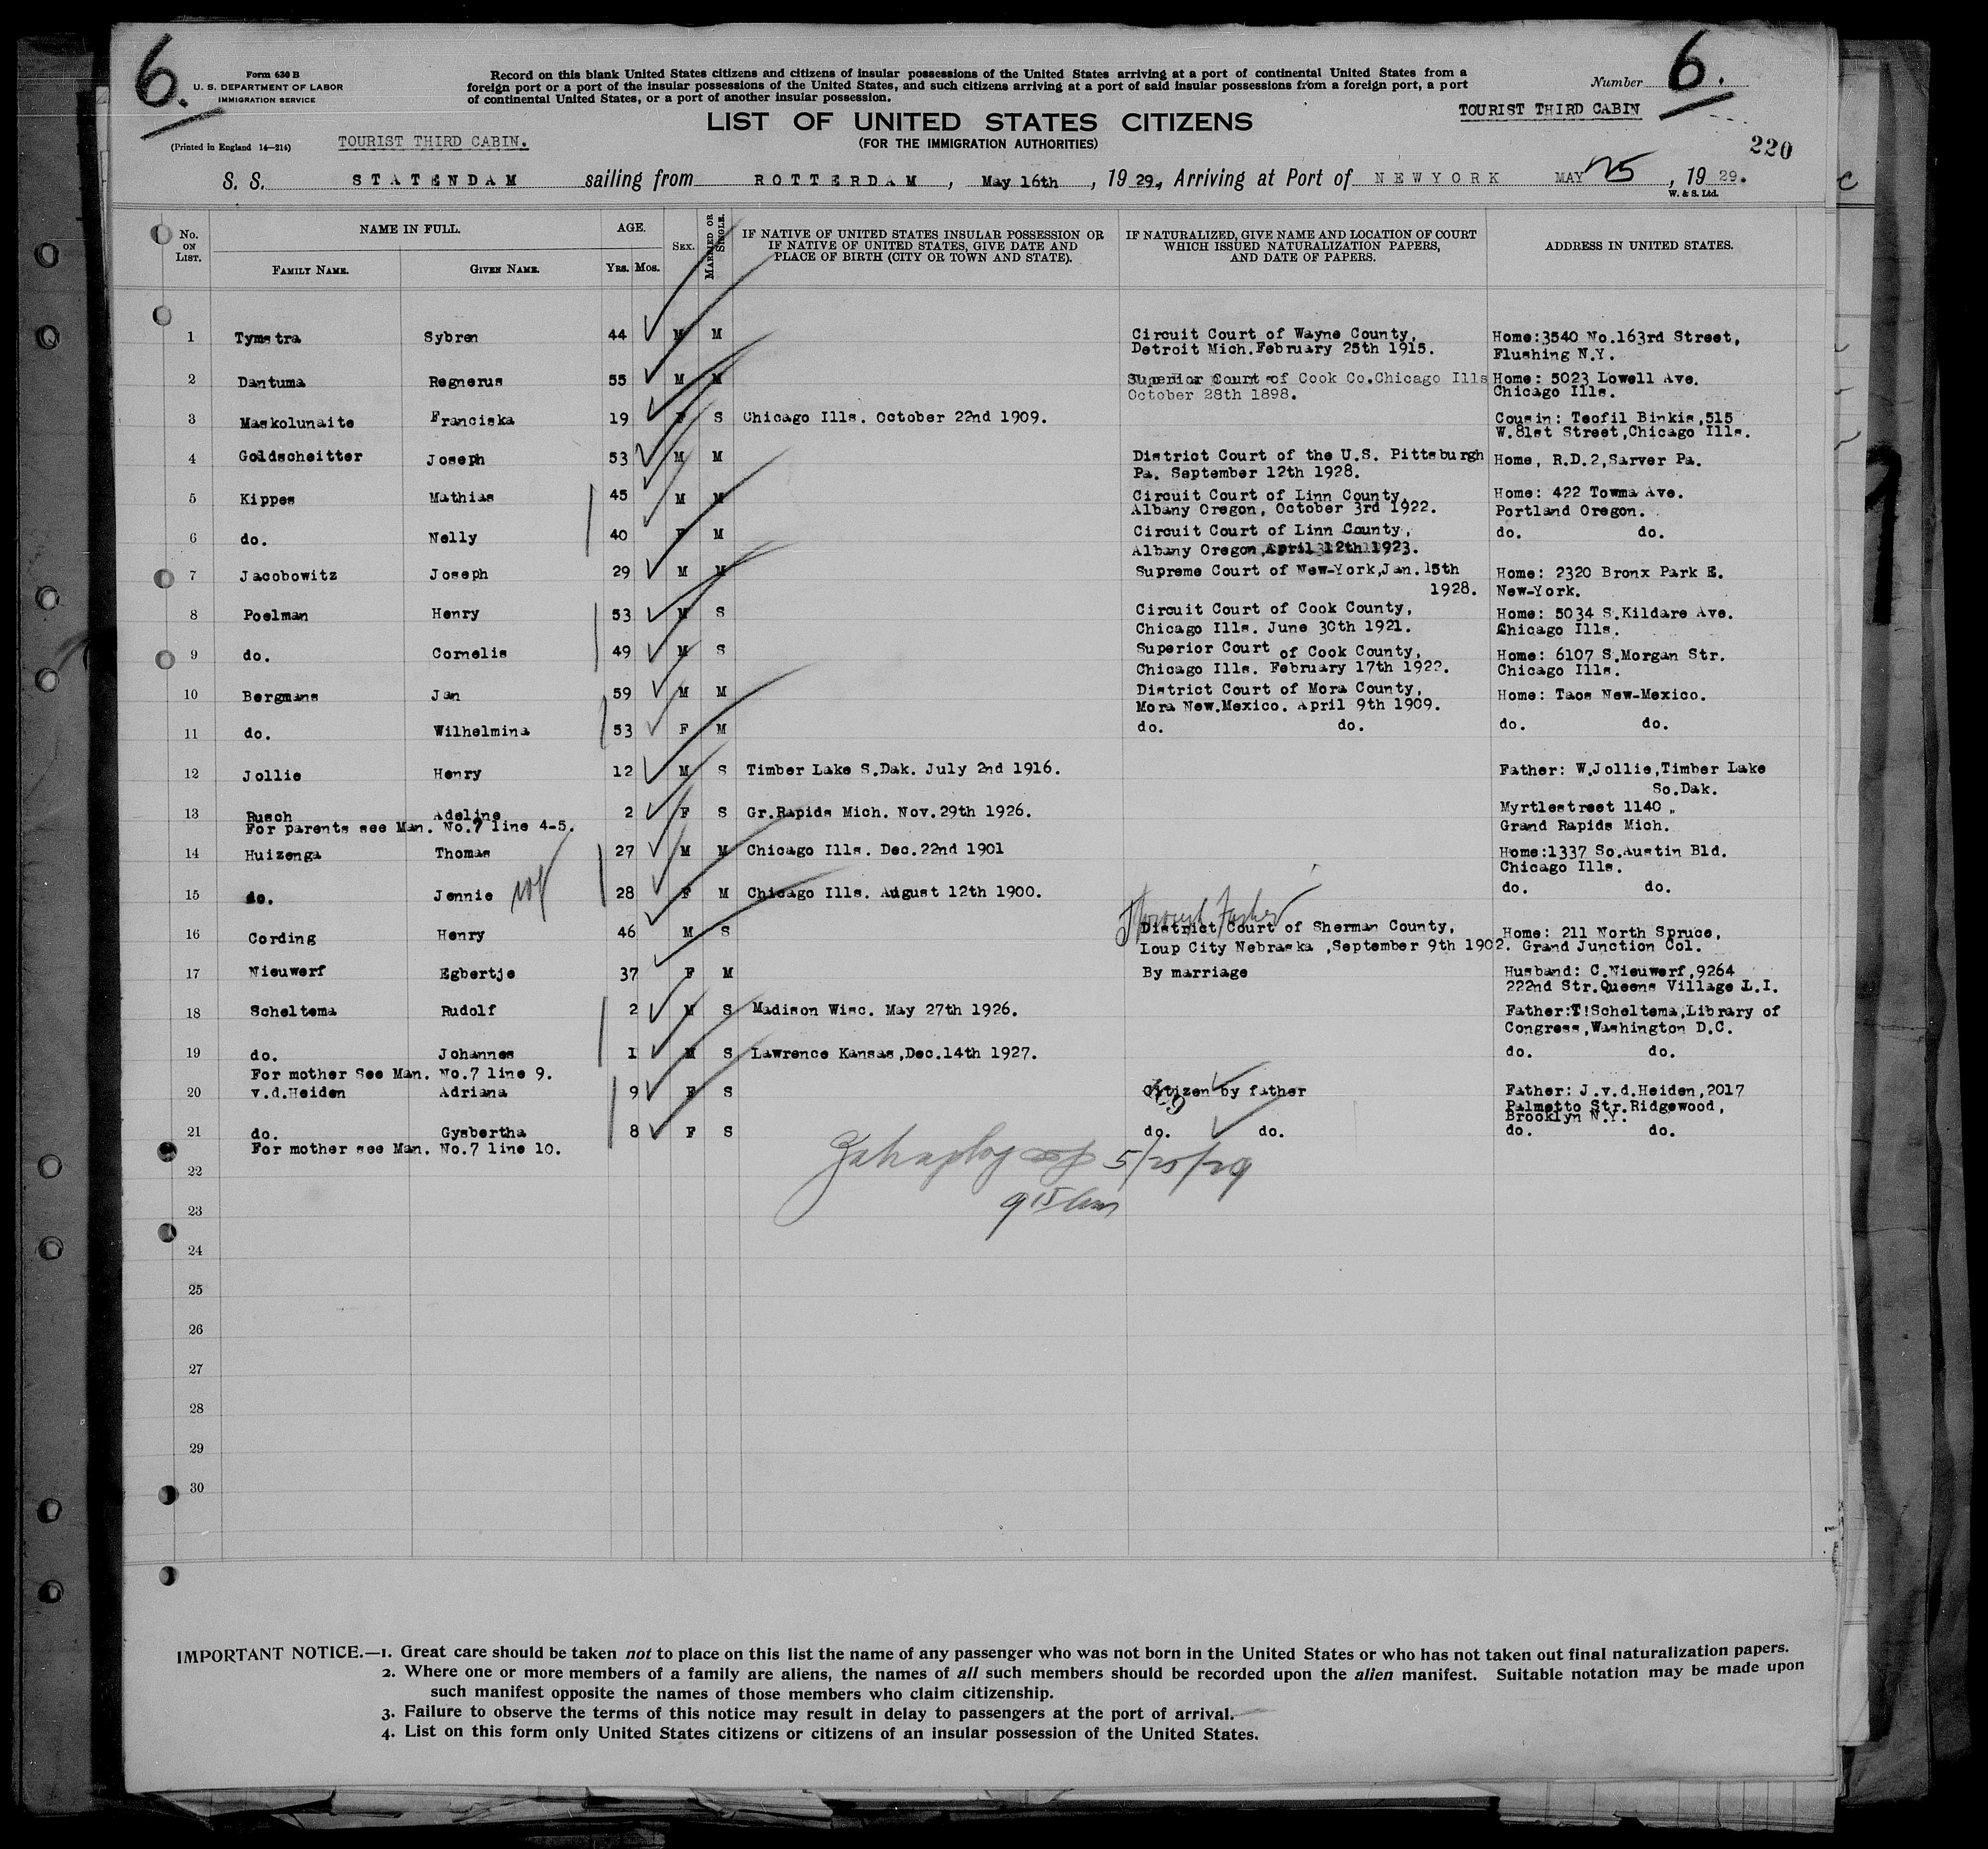 6.
6.
Form 630 B
U. S. DEPARTMENT OF LABOR
IMMIGRATION SERVICE
(Printed in England 14—214)
TOURIST THIRD CABIN.
Record on this blank United States citizens and citizens of insular possessions of the United States arriving at a port of continental United States from a
foreign port or a port of the insular possessions of the United States, and such citizens arriving at a port of said insular possessions from a foreign port, a port
of continental United States, or a port of another insular possession.
Number
TOURIST THIRD CABIN
LIST OF UNITED STATES CITIZENS
(FOR THE IMMIGRATION AUTHORITIES)
220
S. S. STATENDAM sailing from ROTTERDAM, May 16th, 1929, Arriving at Port of NEWYORK MAY 25, 1929.
W. & S. Ltd.
No. ON LIST. NAME IN FULL. AGE. SEX. MARRIED OR SINGLE. IF NATIVE OF UNITED STATES INSULAR POSSESSION OR IF NATIVE OF UNITED STATES, GIVE DATE AND PLACE OF BIRTH (CITY OR TOWN AND STATE). IF NATURALIZED, GIVE NAME AND LOCATION OF COURT WHICH ISSUED NATURALIZATION PAPERS, AND DATE OF PAPERS. ADDRESS IN UNITED STATES.
FAMILY NAME. GIVEN NAME. YRS. MOS.
1 Tymstra Sybren 44 M M Circuit Court of Wayne County, Home:3540 No.163rd Street,
Detroit Mich.February 25th 1915. Flushing N.Y.
2 Dantuma Regnerus 55 M M Superior Court of Cook Co.Chicago Ills Home: 5023 Lowell Ave.
October 28th 1898. Chicago Ills.
3 Maskolunaite Franciska 19 F S Chicago Ills. October 22nd 1909. Cousin: Teofil Binkis,515
W.81st Street,Chicago Ills.
4 Goldscheitter Joseph 53 M M District Court of the U.S. Pittsburgh Home, R.D.2,Sarver Pa.
Pa. September 12th 1928.
5 Kippes Mathias 45 M M Circuit Court of Linn County, Home: 422 Towma Ave.
Albany Oregon, October 3rd 1922. Portland Oregon.
6 do. Nelly 40 F M Circuit Court of Linn County, do. do.
Albany Oregon,April 12th 1923.
7 Jacobowitz Joseph 29 M M Supreme Court of New-York,Jan.15th Home: 2320 Bronx Park E.
1928. New-York.
8 Poelman Henry 53 M S Circuit Court of Cook County, Home: 5034 S.Kildare Ave.
Chicago Ills. June 30th 1921. Chicago Ills.
9 do. Cornelis 49 M S Superior Court of Cook County, Home: 6107 S.Morgan Str.
Chicago Ills. February 17th 1922. Chicago Ills.
10 Bergmans Jan 59 M M District Court of Mora County, Home: Taos New-Mexico.
Mora New.Mexico. April 9th 1909.
11 do. Wilhelmina 53 F M do. do. do. do.
12 Jollie Henry 12 M S Timber Lake S.Dak. July 2nd 1916. Father: W.Jollie,Timber Lake
So.Dak.
13 Rusch Adeline 2 F S Gr.Rapids Mich. Nov.29th 1926. Myrtlestreet 1140 „
For parents see Man. No.7 line 4-5. Grand Rapids Mich.
14 Huizenga Thomas 27 M M Chicago Ills. Dec.22nd 1901 Home:1337 So.Austin Bld.
Chicago Ills.
15 do. Jennie 28 F M Chicago Ills. August 12th 1900. do. do.
16 Cording Henry 46 M S District Court of Sherman County, Home: 211 North Spruce,
Loup City Nebraska ,September 9th 1902. Grand Junction Col.
17 Nieuwerf Egbertje 37 F M By marriage Husband: C.Nieuwerf,9264
222nd Str.Queens Village L.I.
18 Scheltema Rudolf 2 M S Madison Wisc. May 27th 1926. Father:T!Scheltema,Library of
Congress,Washington D.C.
19 do. Johannes I M S Lawrence Kansas,Dec.14th 1927. do. do.
For mother See Man. No.7 line 9.
20 v.d.Heiden Adriana 9 F S Citizen by father Father: J.v.d.Heiden,2017
Palmetto Str.Ridgewood,
Brooklyn N.Y.
21 do. Gysbertha 8 F S do. do. do. do.
For mother see Man. No.7 line 10.
5/25/29
22
23
24
25
26
27
28
29
30
IMPORTANT NOTICE.—1. Great care should be taken not to place on this list the name of any passenger who was not born in the United States or who has not taken out final naturalization papers.
2. Where one or more members of a family are aliens, the names of all such members should be recorded upon the alien manifest. Suitable notation may be made upon
such manifest opposite the names of those members who claim citizenship.
3. Failure to observe the terms of this notice may result in delay to passengers at the port of arrival.
4. List on this form only United States citizens or citizens of an insular possession of the United States.